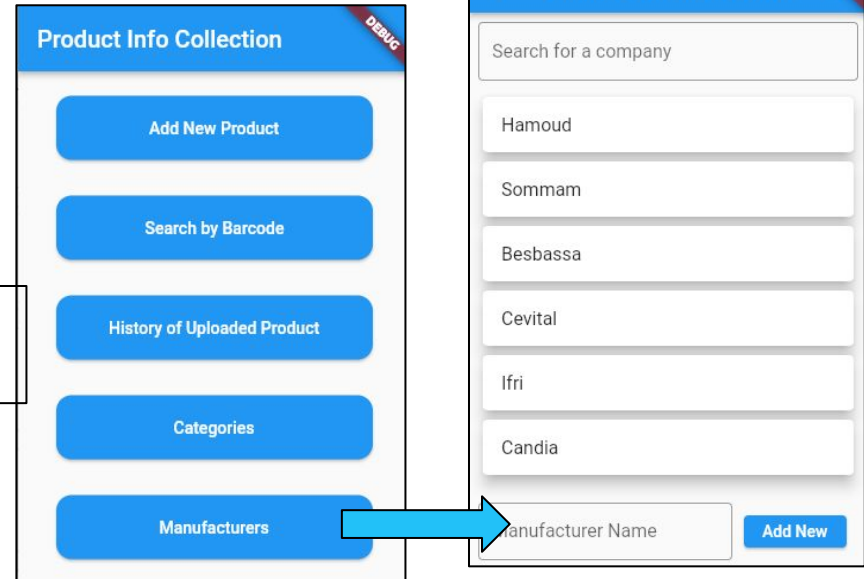 Product Info Collection
DEBUG
Add New Product
Search by Barcode
History of Uploaded Product
Categories
Manufacturers
Search for a company
Hamoud
Sommam
Besbassa
Cevital
Ifri
Candia
anufacturer Name
Add New